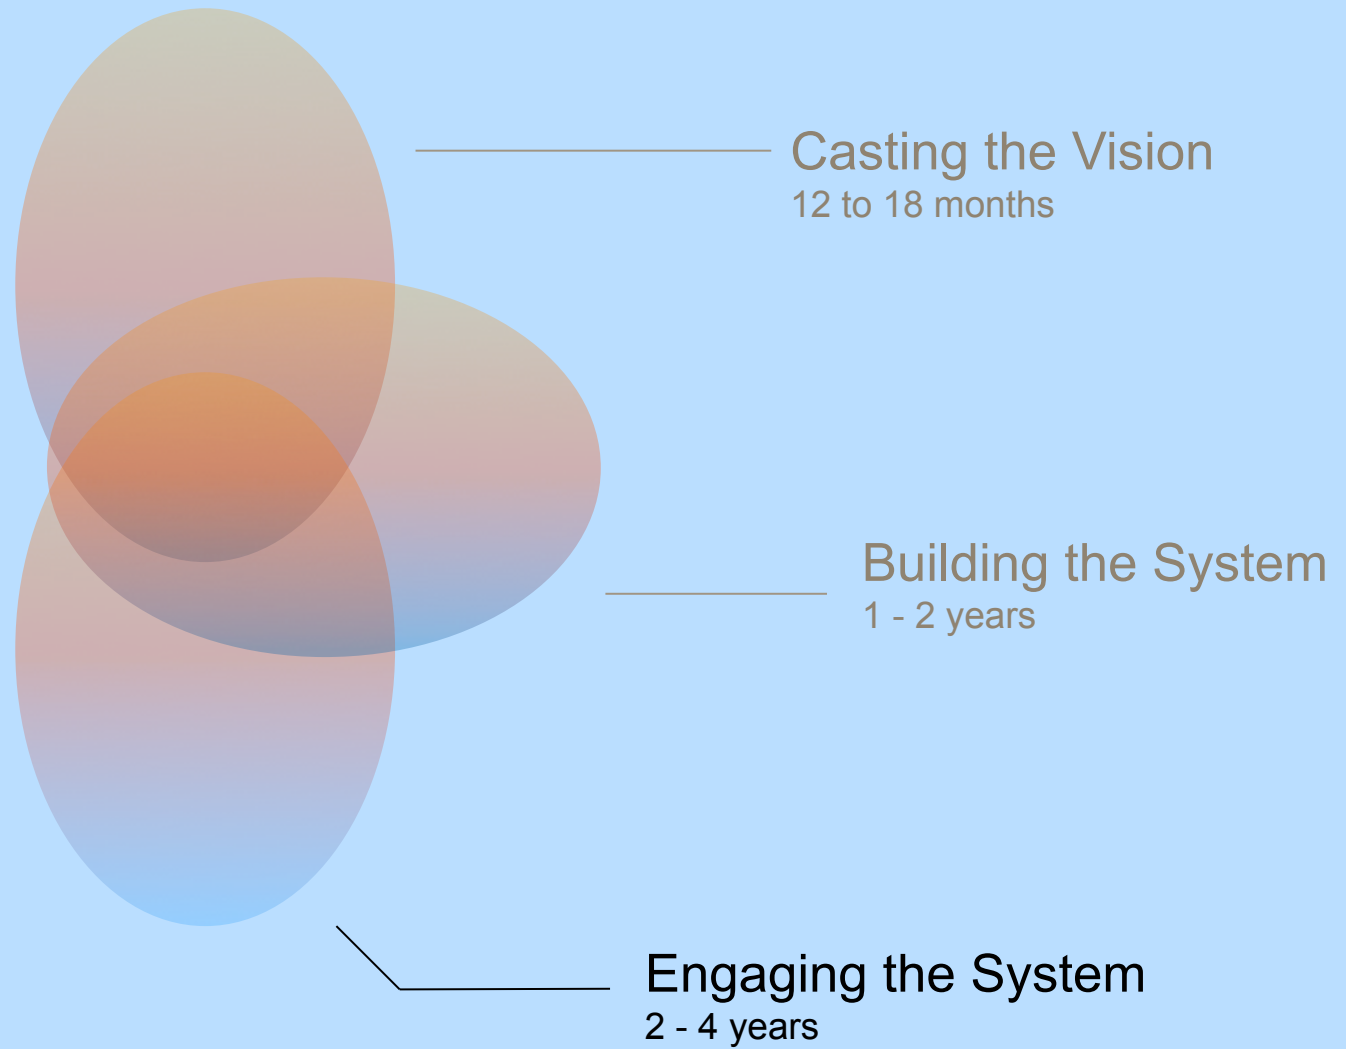 Casting the Vision
12 to 18 months
Building the System
1 - 2 years
Engaging the System
2 - 4 years